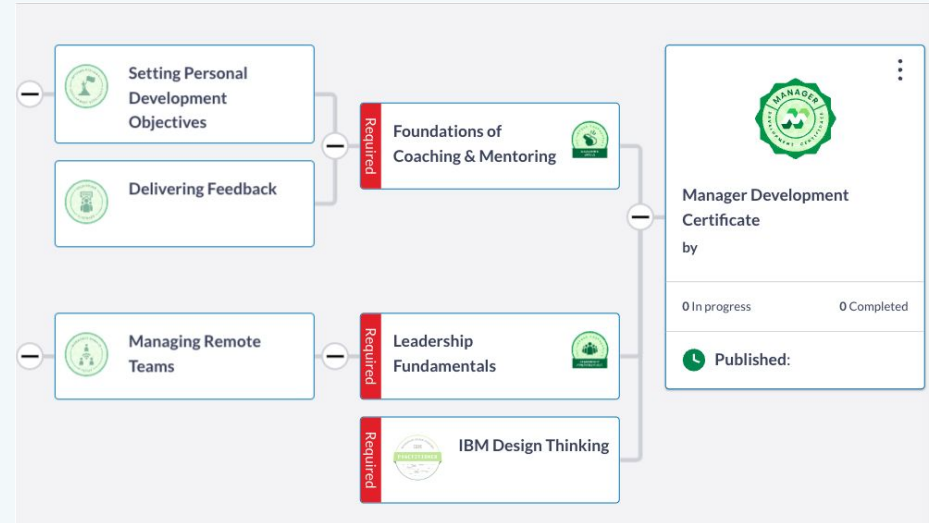 Setting Personal
Development
Objectives
Delivering Feedback
Managing Remote
Teams
Required
Foundations of
Coaching & Mentoring
Required
Leadership
Fundamentals
Required
IBM Design Thinking
MANAGER
Manager Development
Certificate
by
0 In progress
0 Completed
Published: